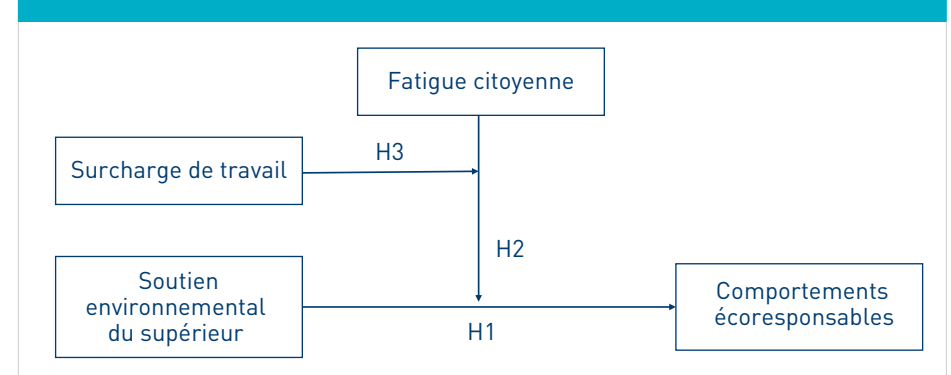 Fatigue citoyenne
H3
Surcharge de travail
H2
Soutien
environnemental
du supérieur
Comportements
écoresponsables
H1